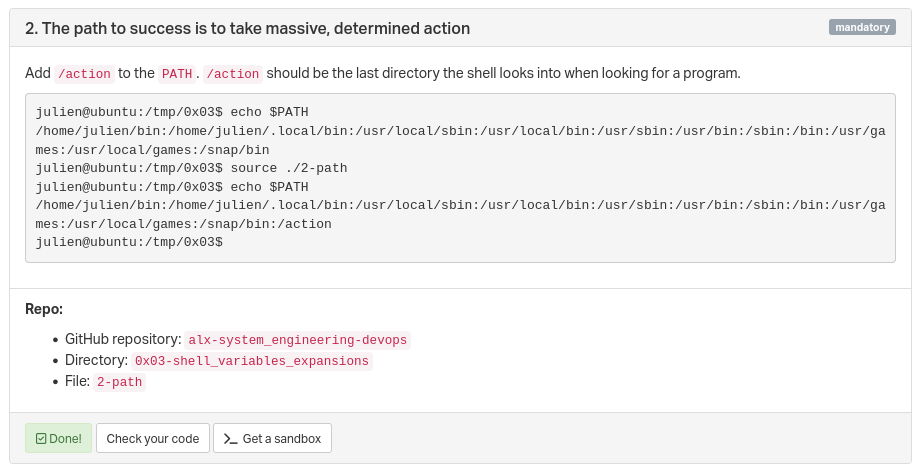 2. The path to success is to take massive, determined action
mandatory
Add /action to the PATH. /action should be the last directory the shell looks into when looking for a program.
julien@ubuntu:/tmp/0x03$ echo $PATH
/home/julien/bin:/home/julien/.local/bin:/usr/local/sbin:/usr/local/bin:/usr/sbin:/usr/bin:/sbin:/bin:/usr/ga
mes:/usr/local/games:/snap/bin
julien@ubuntu:/tmp/0x03$ source ./2-path
julien@ubuntu:/tmp/0x03$ echo $PATH
/home/julien/bin:/home/julien/.local/bin:/usr/local/sbin:/usr/local/bin:/usr/sbin:/usr/bin:/sbin:/bin:/usr/ga
mes:/usr/local/games:/snap/bin:/action
julien@ubuntu:/tmp/0x03$
Repo:
• GitHub repository: alx-system_engineering-devops
• Directory: 0x03-shell_variables_expansions
• File: 2-path
Done!
Check your code
>_ Get a sandbox